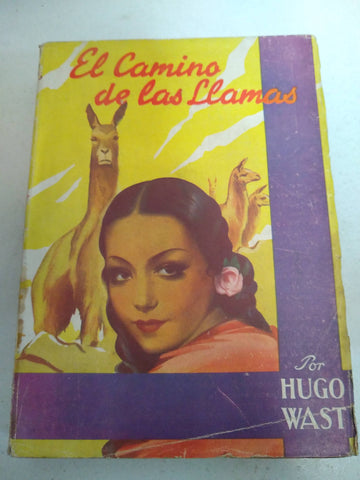 El Camino
de las Llamas
Por
HUGO
WAST